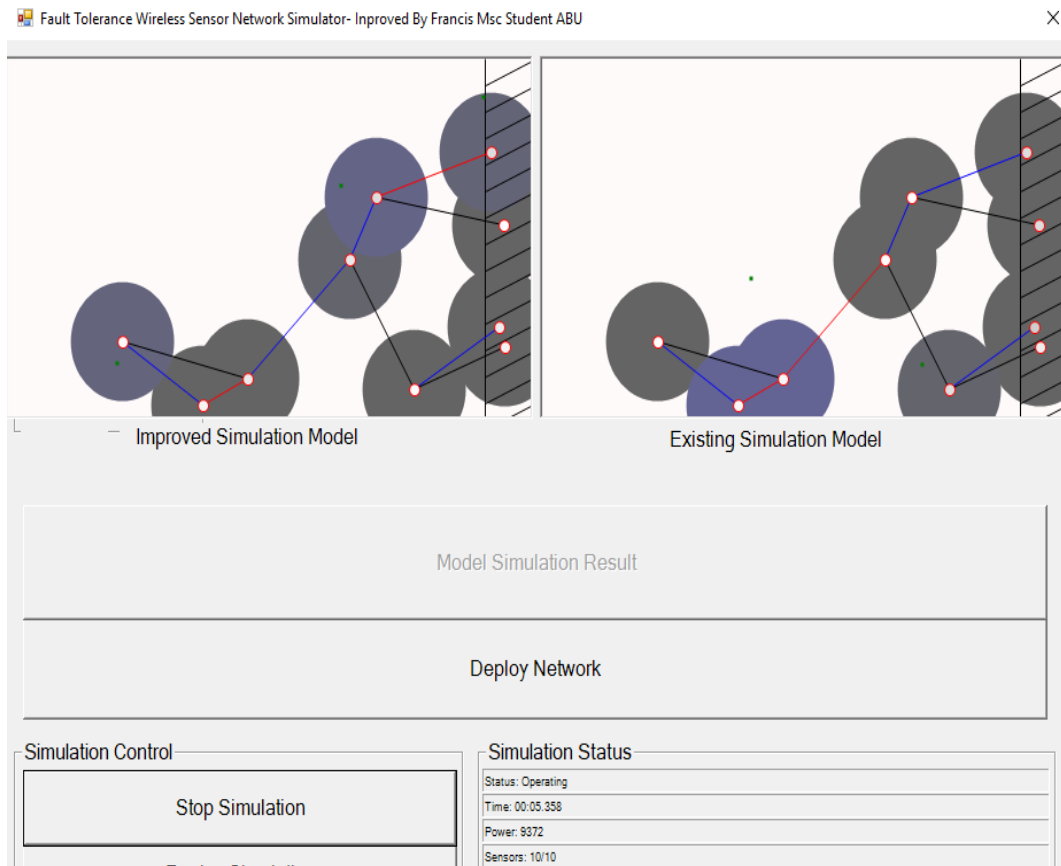 Fault Tolerance Wireless Sensor Network Simulator- Inproved By Francis Msc Student ABU
Improved Simulation Model
Existing Simulation Model
Model Simulation Result
Deploy Network
Simulation Control
Stop Simulation
Simulation Status
Status: Operating
Time: 00:05.358
Power: 9372
Sensors: 10/10